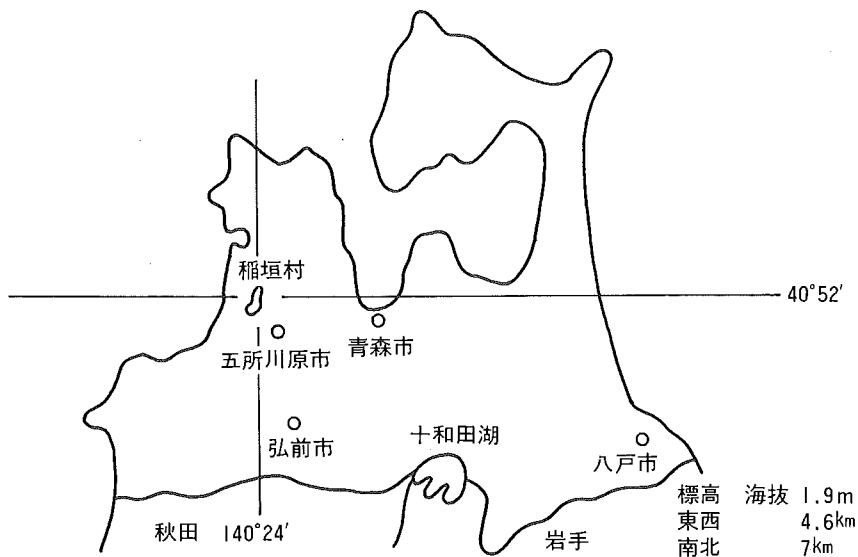 稲垣村
40°52′
五所川原市
青森市
弘前市
十和田湖
八戸市
秋田
140°24′
岩手
標高 海抜 1.9m
東西 4.6km
南北 7km